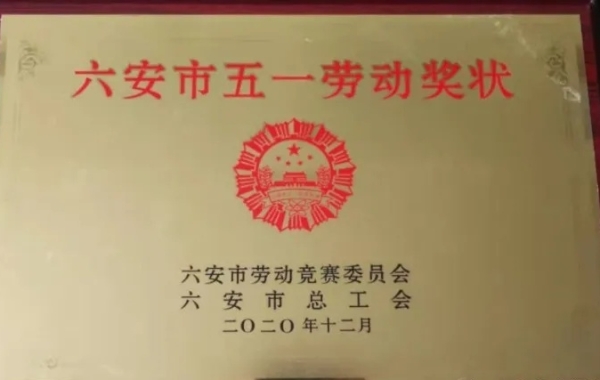 六安市五一劳动奖状
六安市劳动竞赛委员会
六安市总工会
二〇二〇年十二月